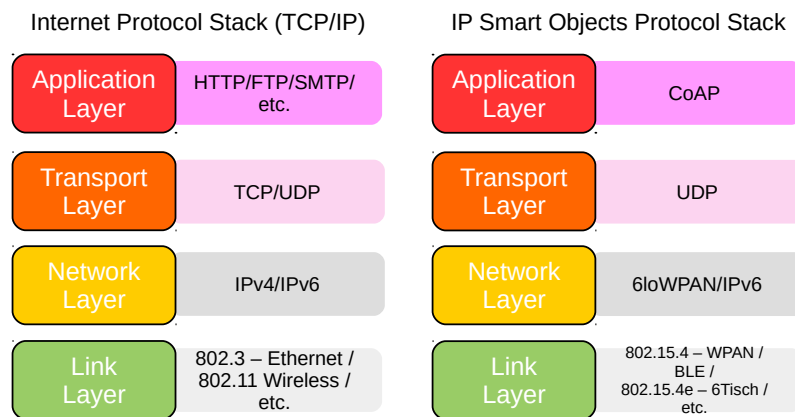 Internet Protocol Stack (TCP/IP)
IP Smart Objects Protocol Stack
Application
Layer
HTTP/FTP/SMTP/
etc.
Application
Layer
CoAP
Transport
Layer
TCP/UDP
Transport
Layer
UDP
Network
Layer
IPv4/IPv6
Network
Layer
6loWPAN/IPv6
Link
Layer
802.3 – Ethernet /
802.11 Wireless /
etc.
Link
Layer
802.15.4 – WPAN /
BLE /
802.15.4e – 6Tisch /
etc.